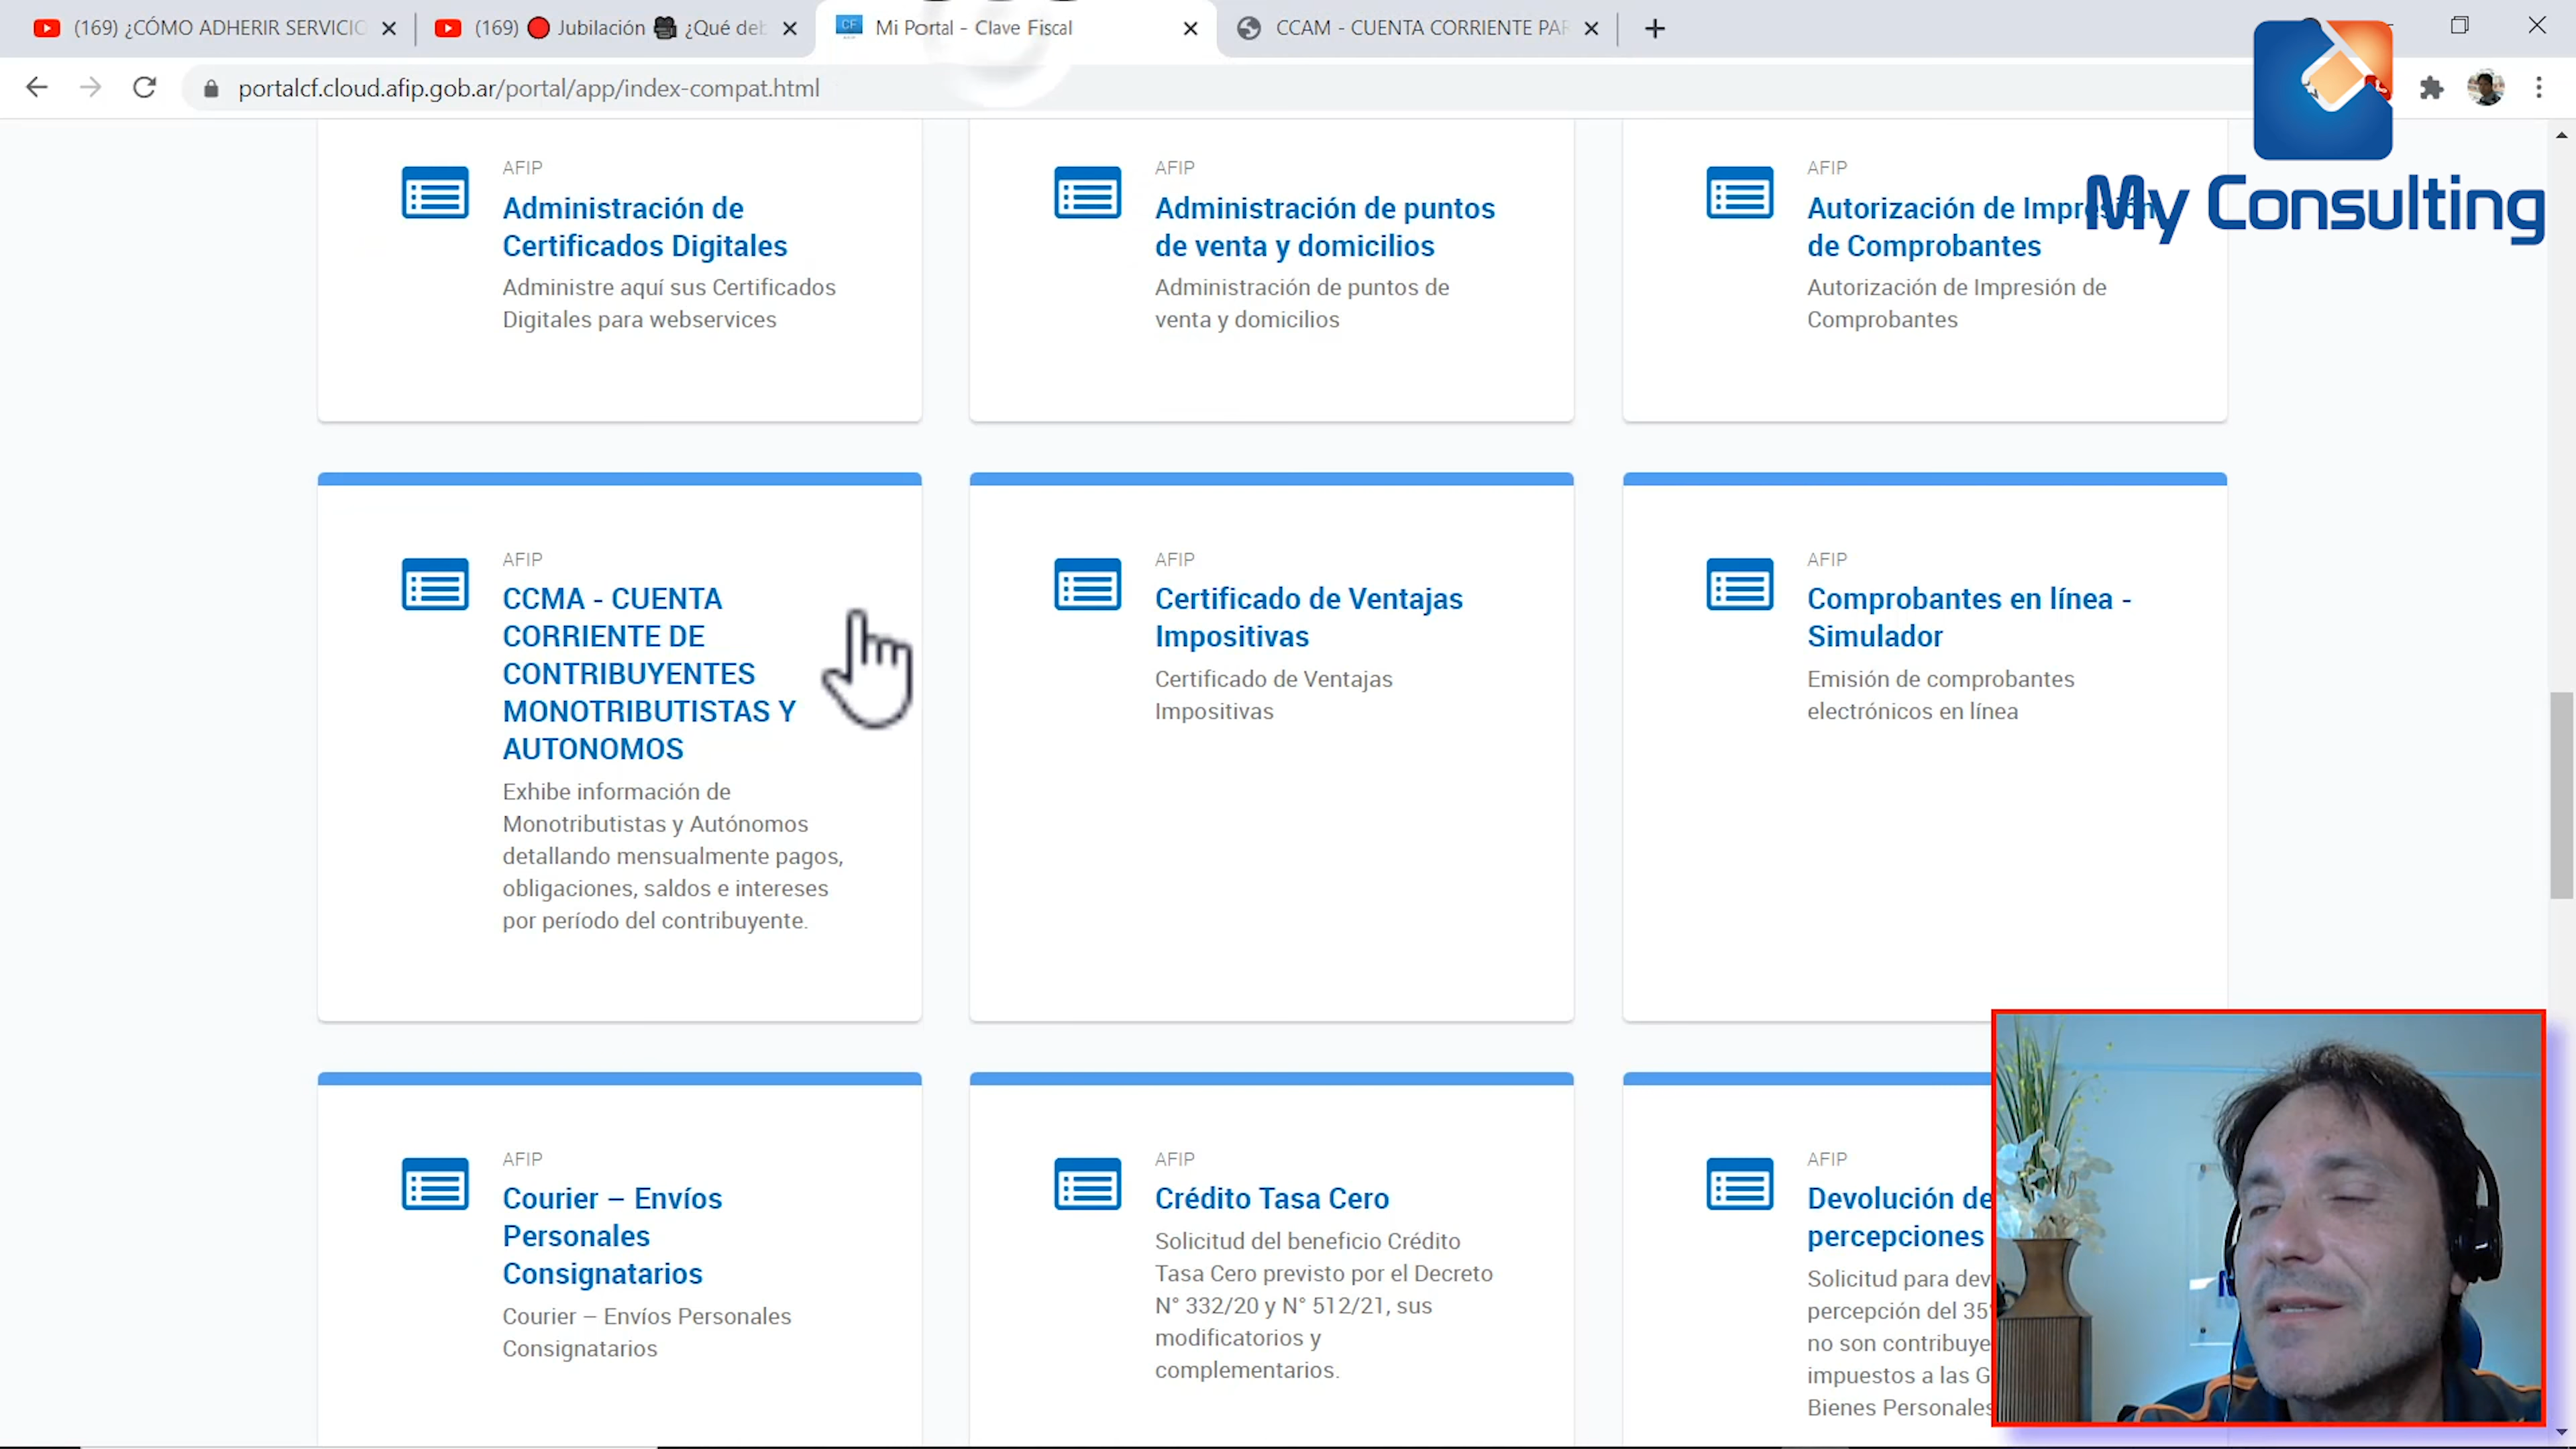 (169) ¿CÓMO ADHERIR SERVICIO
(169) 🔴 Jubilación 🎥 ¿Qué deb
Mi Portal - Clave Fiscal
CCAM - CUENTA CORRIENTE PAR
portalcf.cloud.afip.gob.ar/portal/app/index-compat.html
My Consulting
AFIP
Administración de
Certificados Digitales
Administre aquí sus Certificados
Digitales para webservices
AFIP
Administración de puntos
de venta y domicilios
Administración de puntos de
venta y domicilios
AFIP
Autorización de Impresión
de Comprobantes
Autorización de Impresión de
Comprobantes
AFIP
CCMA - CUENTA
CORRIENTE DE
CONTRIBUYENTES
MONOTRIBUTISTAS Y
AUTONOMOS
Exhibe información de
Monotributistas y Autónomos
detallando mensualmente pagos,
obligaciones, saldos e intereses
por período del contribuyente.
AFIP
Certificado de Ventajas
Impositivas
Certificado de Ventajas
Impositivas
AFIP
Comprobantes en línea -
Simulador
Emisión de comprobantes
electrónicos en línea
AFIP
Courier – Envíos
Personales
Consignatarios
Courier – Envíos Personales
Consignatarios
AFIP
Crédito Tasa Cero
Solicitud del beneficio Crédito
Tasa Cero previsto por el Decreto
N° 332/20 y N° 512/21, sus
modificatorios y
complementarios.
AFIP
Devolución de
percepciones
Solicitud para dev
percepción del 35
no son contribuye
impuestos a las G
Bienes Personales